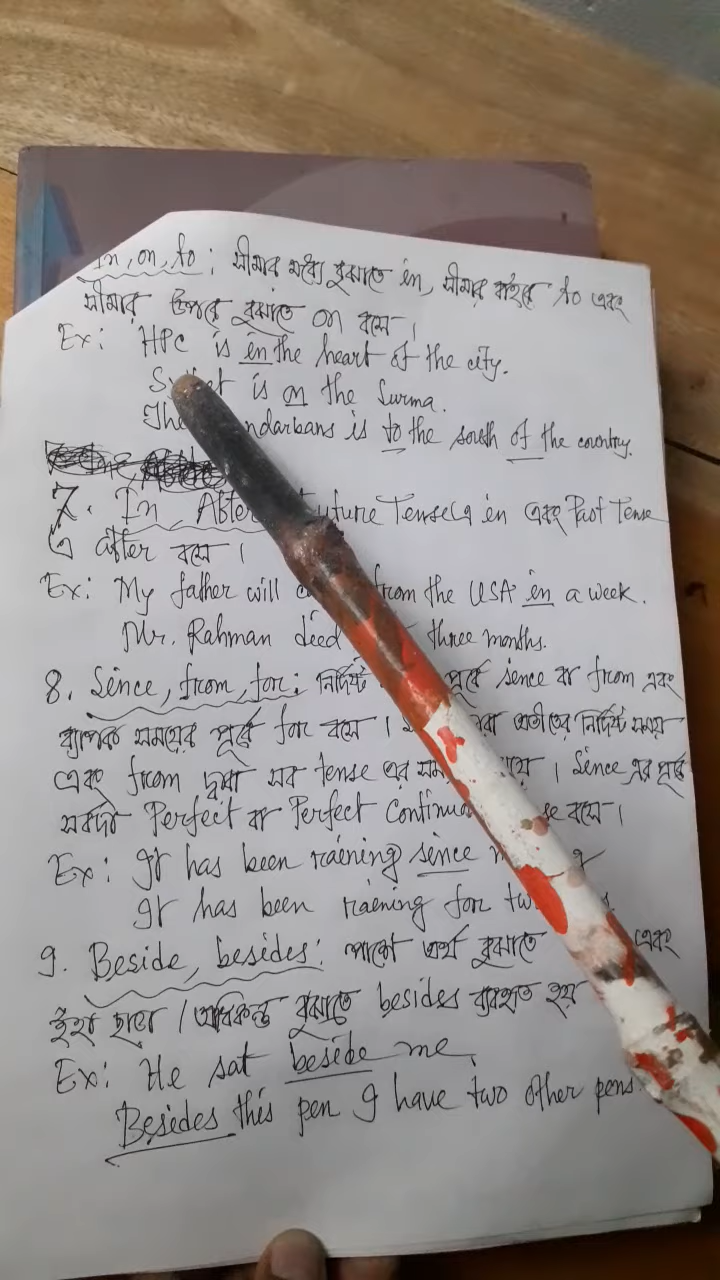 In, on, to : সীমার মধ্যে বুঝাতে in, সীমার বাইরে to এবং
সীমার উপরে বুঝাতে on বসে।
Ex: HPC is in the heart of the city.
is on the Surma.
The ndarbans is to the south of the country.
7. In, After Future Tense এ in এবং Past Tense
এ after বসে।
Ex: My father will from the USA in a week.
Mr. Rahman died three months.
8. Since, from, for: নির্দিষ্ট পূর্বে since বা from এবং
ব্যাপক সময়ের পূর্বে for বসে। অতীতের নির্দিষ্ট সময়
এবং from দ্বারা সব tense এর । Since এর পূর্বে
সর্বদা Perfect বা Perfect Continu বসে।
Ex: It has been raining since
It has been raining for
9. Beside, besides: পাশে অর্থ বুঝাতে এবং
ইহা ছাড়া / অধিকন্তু বুঝাতে besides ব্যবহৃত হয়
Ex: He sat beside me.
Besides this pen I have two other pens.